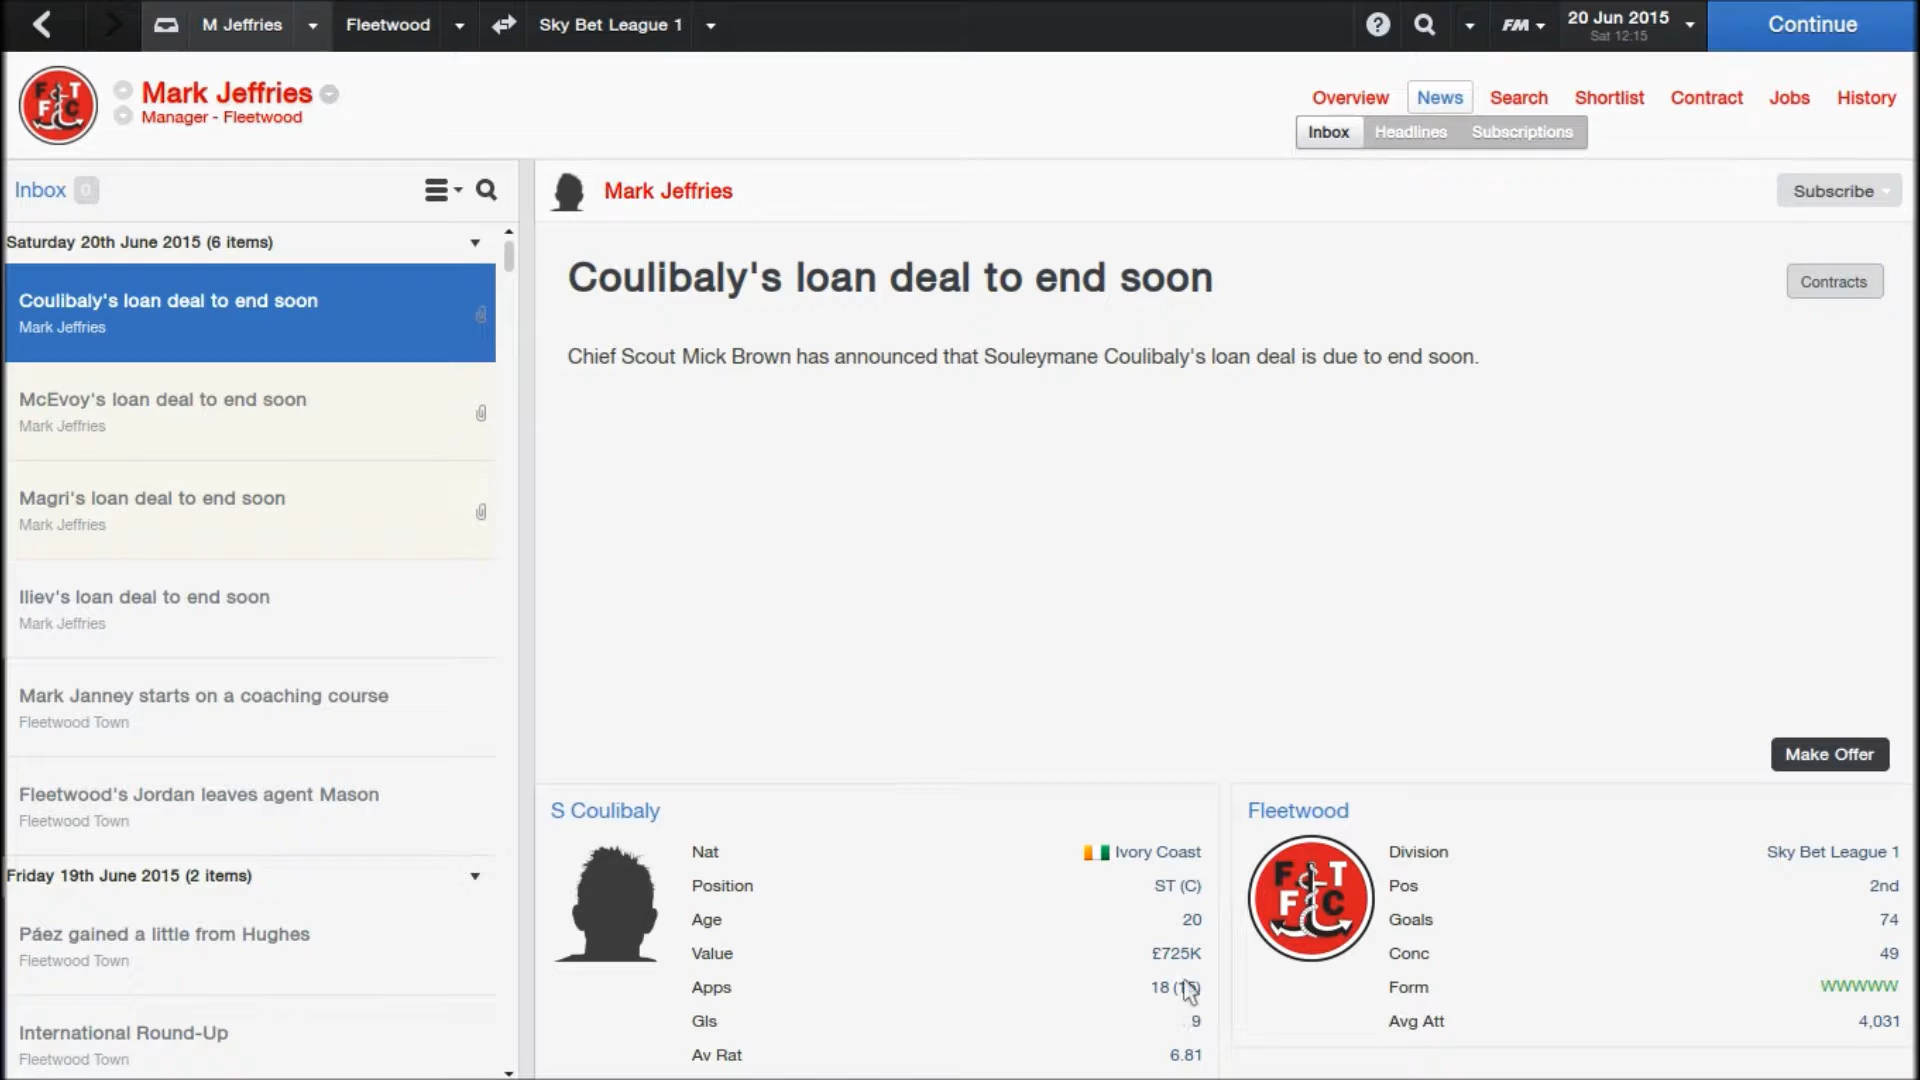 M Jeffries
Fleetwood
Sky Bet League 1
?
FM
20 Jun 2015
Sat 12:15
Continue
Mark Jeffries
Manager - Fleetwood
Overview News Search Shortlist Contract Jobs History
Inbox Headlines Subscriptions
Inbox 0
Mark Jeffries
Subscribe
Saturday 20th June 2015 (6 items)
Coulibaly's loan deal to end soon
Mark Jeffries
McEvoy's loan deal to end soon
Mark Jeffries
Magri's loan deal to end soon
Mark Jeffries
Iliev's loan deal to end soon
Mark Jeffries
Mark Janney starts on a coaching course
Fleetwood Town
Fleetwood's Jordan leaves agent Mason
Fleetwood Town
Friday 19th June 2015 (2 items)
Páez gained a little from Hughes
Fleetwood Town
International Round-Up
Fleetwood Town
Coulibaly's loan deal to end soon
Contracts
Chief Scout Mick Brown has announced that Souleymane Coulibaly's loan deal is due to end soon.
Make Offer
S Coulibaly
Nat Ivory Coast
Position ST (C)
Age 20
Value £725K
Apps 18
Gls 9
Av Rat 6.81
Fleetwood
F T
F C
Division Sky Bet League 1
Pos 2nd
Goals 74
Conc 49
Form WWWWW
Avg Att 4,031